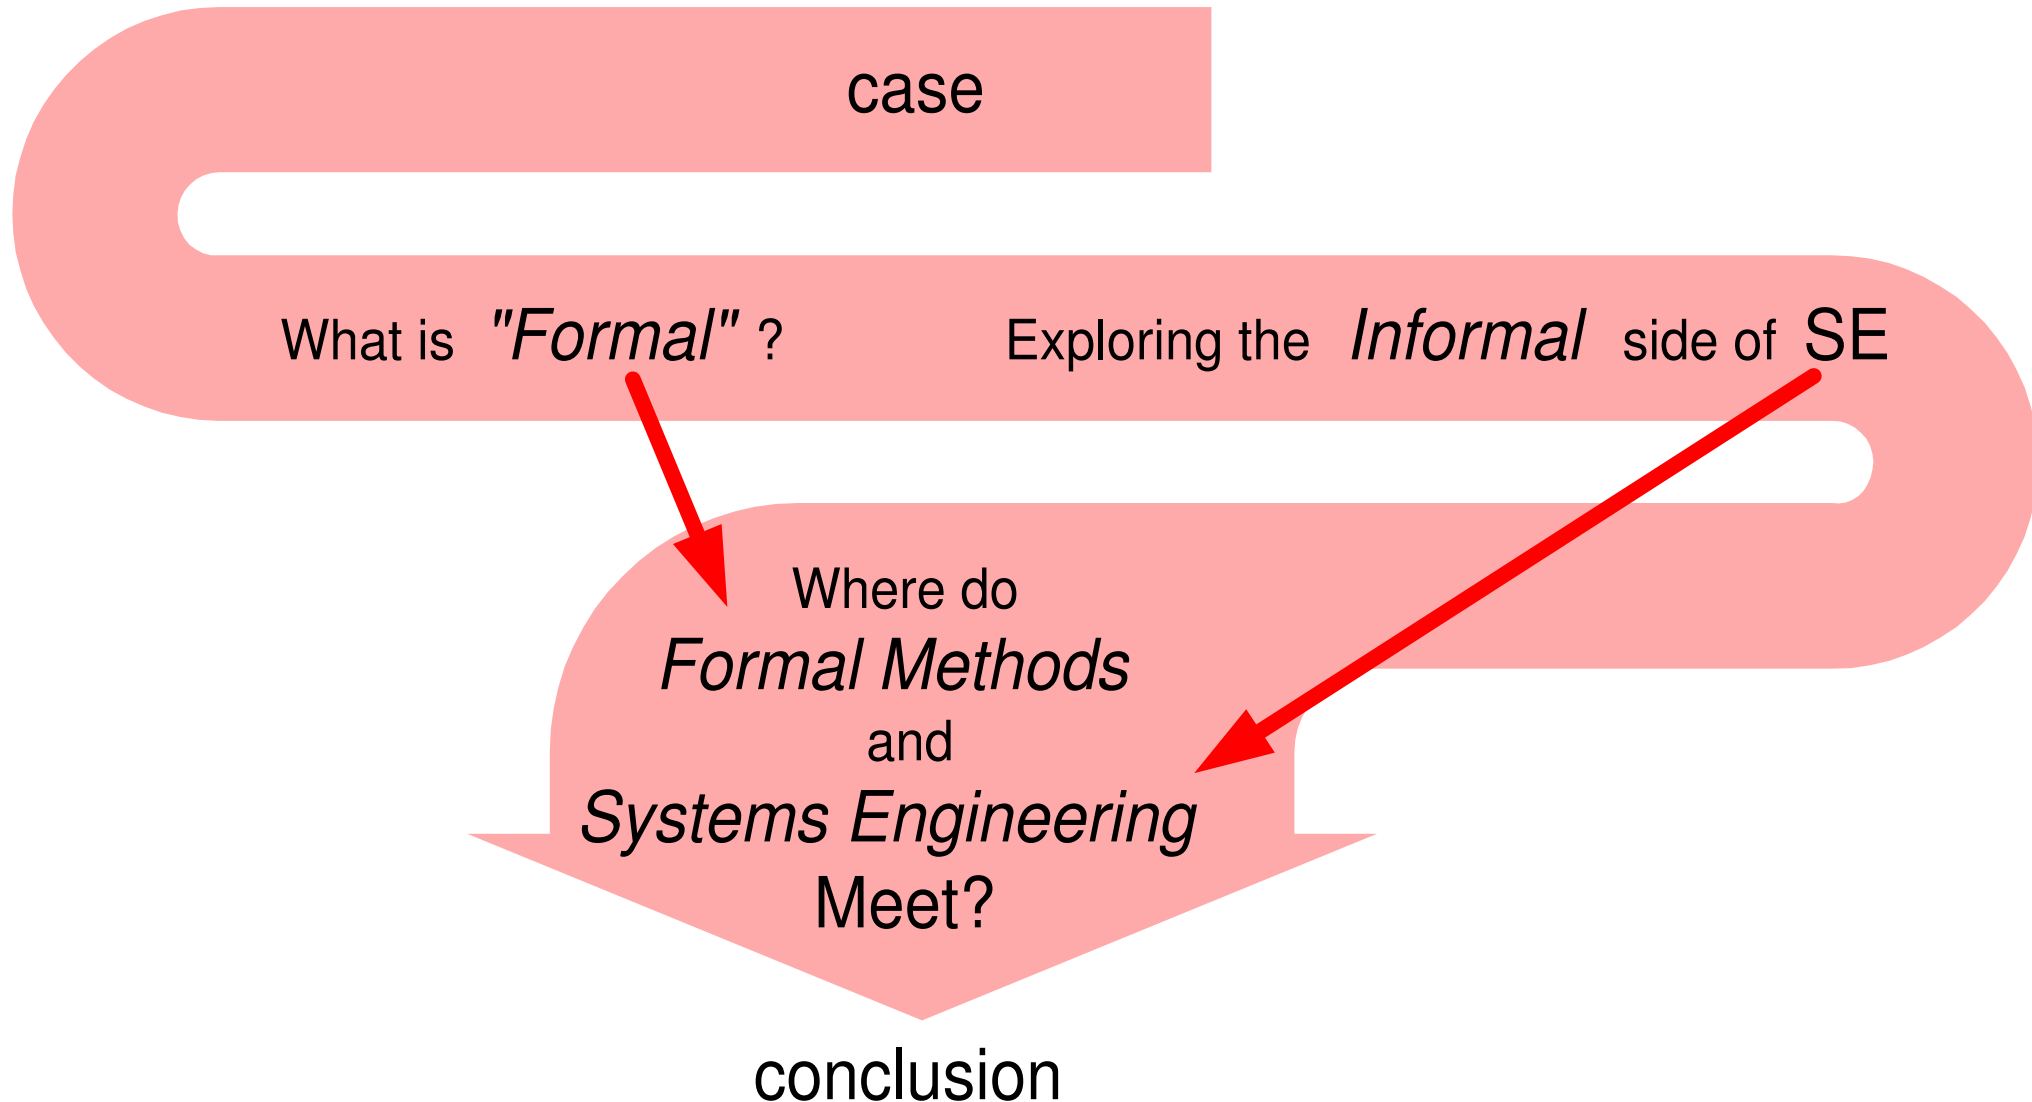 case
What is "Formal" ? Exploring the Informal side of SE
Where do
Formal Methods
and
Systems Engineering
Meet?
conclusion